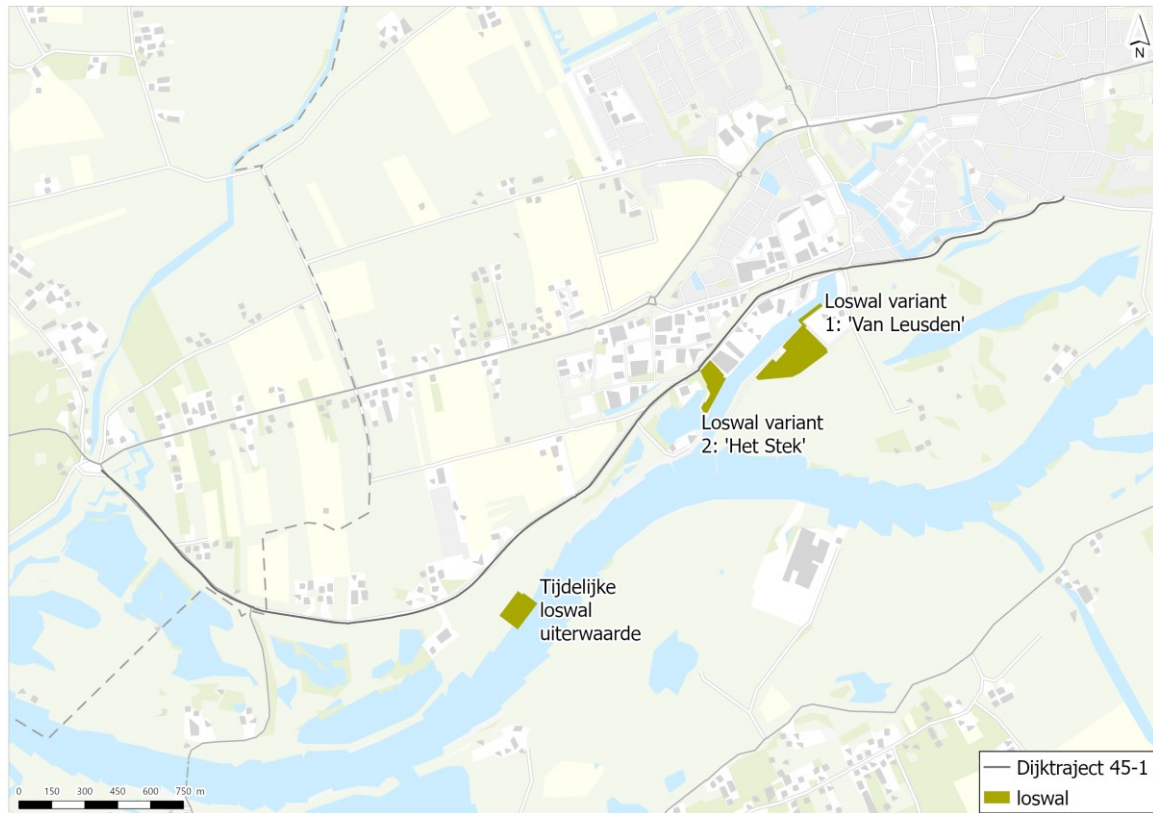 N
Loswal variant
1: 'Van Leusden'
Loswal variant
2: 'Het Stek'
Tijdelijke
loswal
uiterwaarde
Dijktraject 45-1
loswal
0 150 300 450 600 750 m